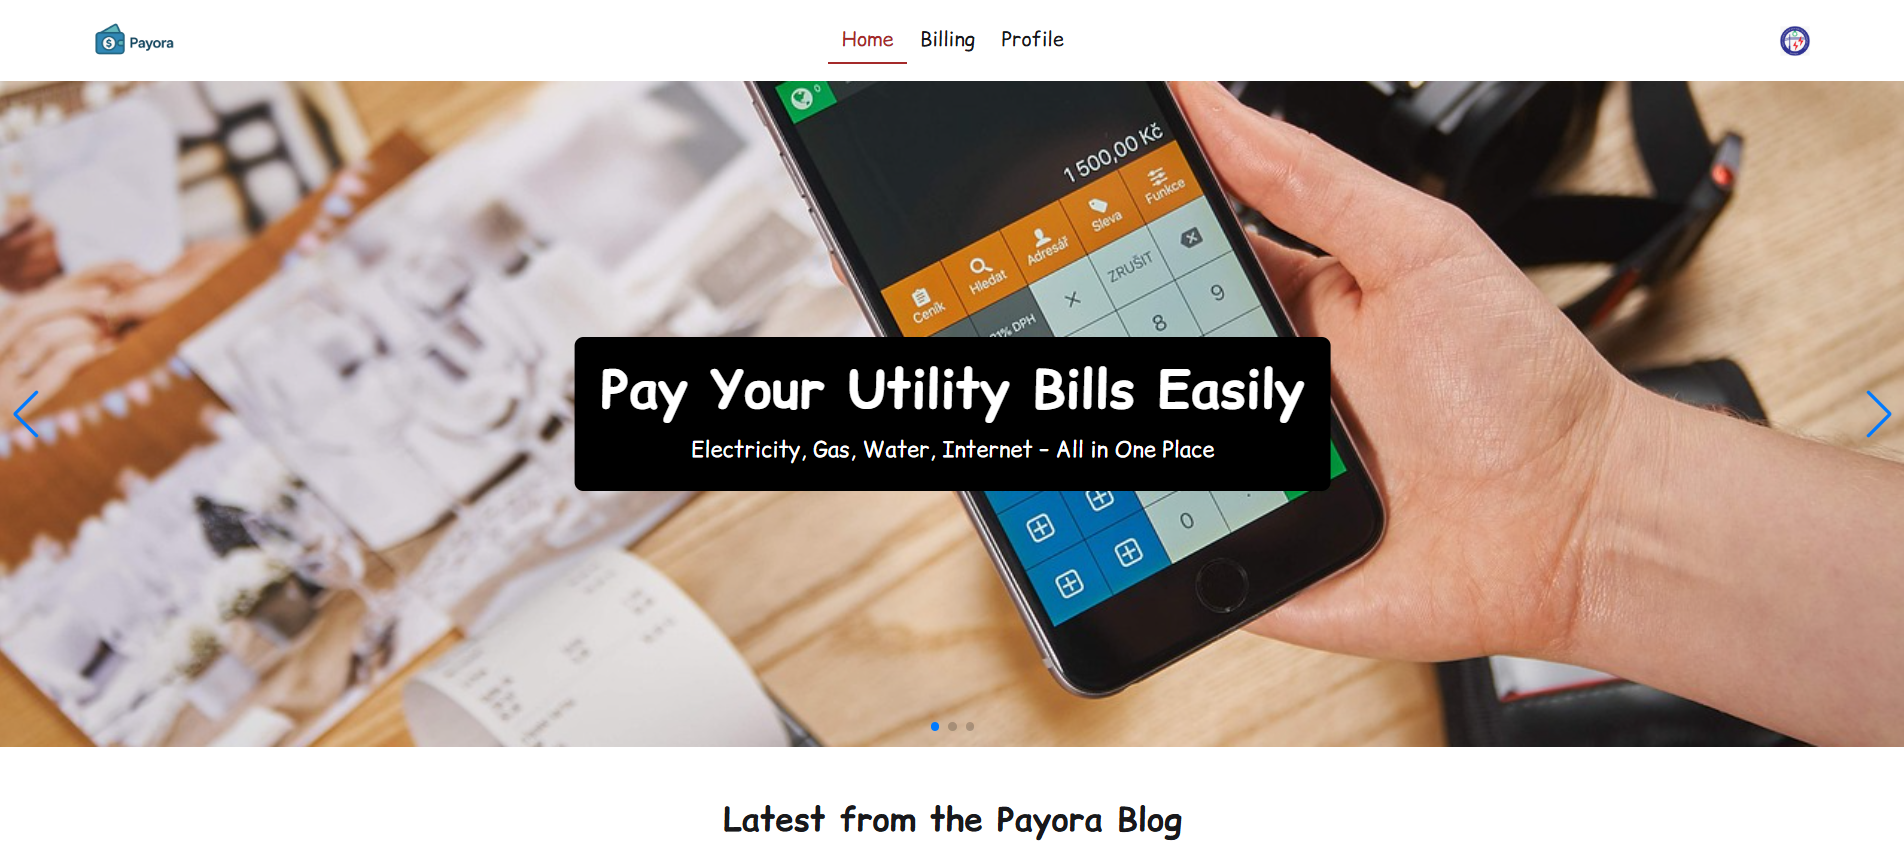 $ Payora
Home Billing Profile
0
1 500,00 Kč
Ceník Hledat Adresář Sleva Funkce
21% DPH × ZRUŠIT
8 9
Pay Your Utility Bills Easily
Electricity, Gas, Water, Internet – All in One Place
0 .
Latest from the Payora Blog